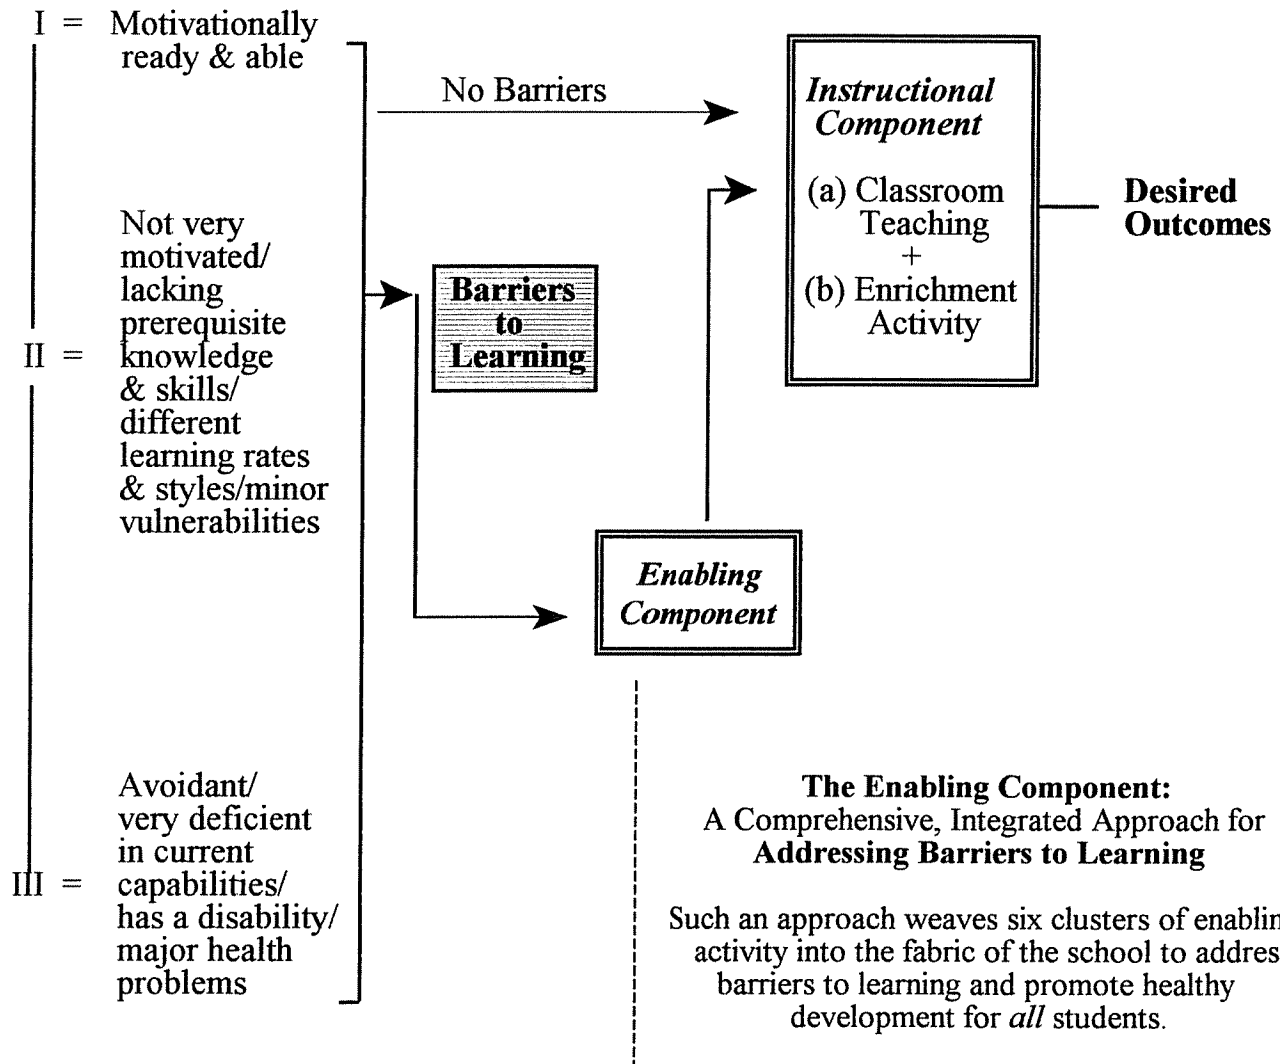 I = Motivationally
ready & able
No Barriers
Instructional
Component
(a) Classroom
Teaching
+
(b) Enrichment
Activity
Desired
Outcomes
Not very
motivated/
lacking
prerequisite
II = knowledge
& skills/
different
learning rates
& styles/minor
vulnerabilities
Barriers
to
Learning
Enabling
Component
Avoidant/
very deficient
in current
III = capabilities/
has a disability/
major health
problems
The Enabling Component:
A Comprehensive, Integrated Approach for
Addressing Barriers to Learning
Such an approach weaves six clusters of enablin
activity into the fabric of the school to addres
barriers to learning and promote healthy
development for all students.